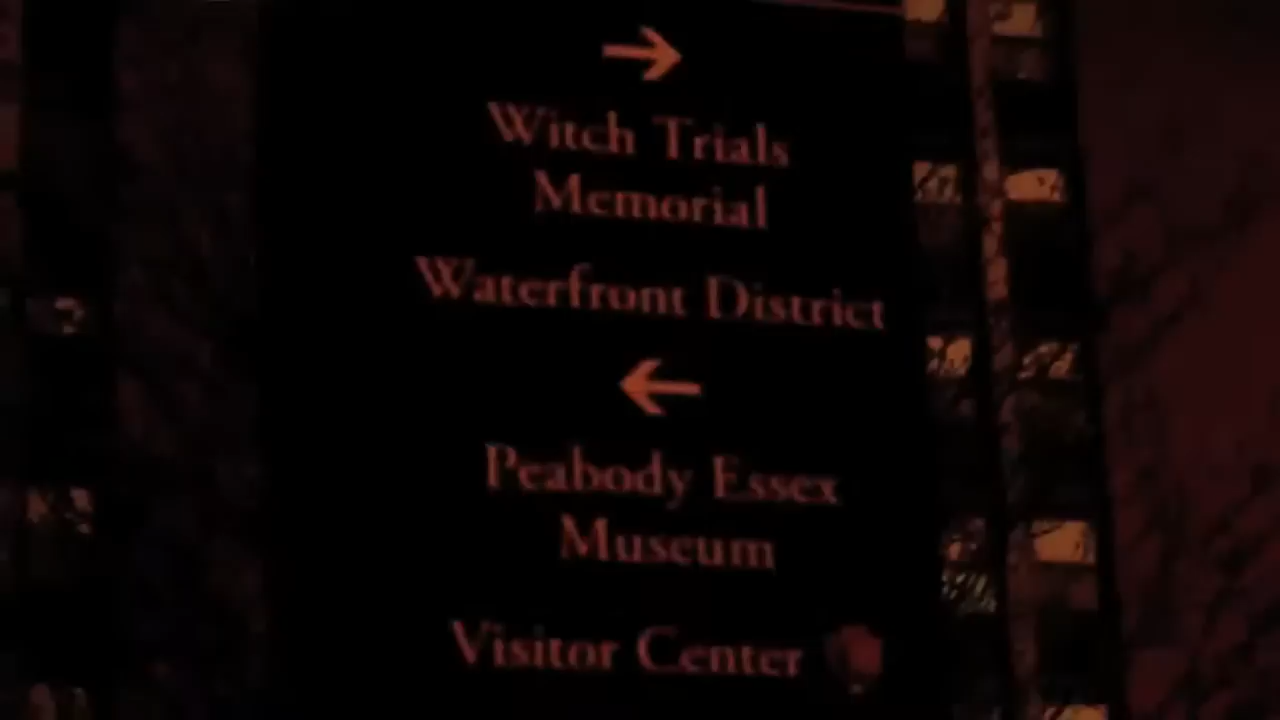 →
Witch Trials
Memorial
Waterfront District
←
Peabody Essex
Museum
Visitor Center